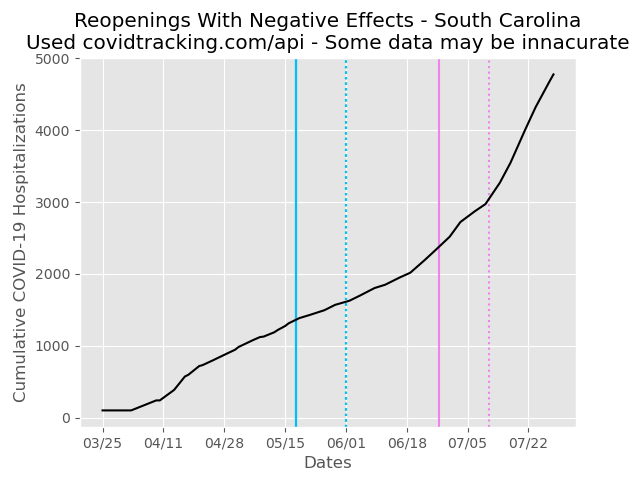 Reopenings With Negative Effects - South Carolina
Used covidtracking.com/api - Some data may be innacurate
5000
4000
3000
2000
1000
0
Cumulative COVID-19 Hospitalizations
03/25 04/11 04/28 05/15 06/01 06/18 07/05 07/22
Dates